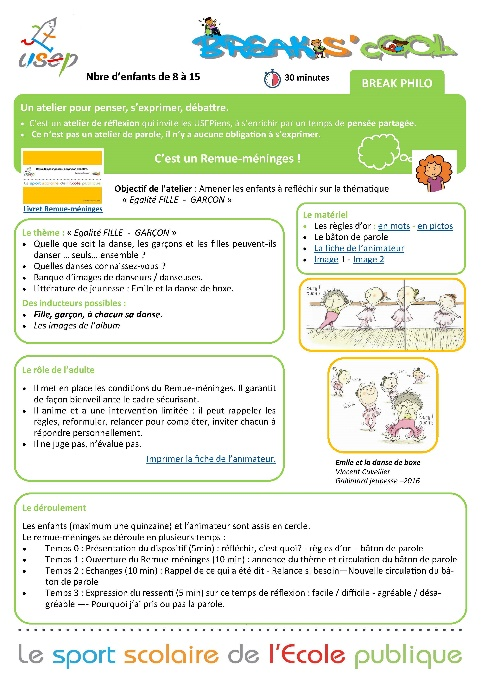 usep
BREAK S'COOL
Nbre d'enfants de 8 à 15
30 minutes
BREAK PHILO
Un atelier pour penser, s'exprimer, débattre.
• C'est un atelier de réflexion qui invite les USEPiens, à s'enrichir par un temps de pensée partagée.
• Ce n'est pas un atelier de parole, il n'y a aucune obligation à s'exprimer.
C'est un Remue-méninges !
Livret Remue-méninges
Objectif de l'atelier : Amener les enfants à réfléchir sur la thématique
« Egalité FILLE - GARCON »
Le thème : « Egalité FILLE - GARÇON »
• Quelle que soit la danse, les garçons et les filles peuvent-ils
danser ... seuls... ensemble ?
• Quelles danses connaissez-vous ?
• Banque d'images de danseurs / danseuses.
• Litterature de jeunesse : Emile et la danse de boxe.
Des inducteurs possibles :
• Fille, garçon, à chacun sa danse.
• Les images de l'album
Le matériel
• Les règles d'or : en mots - en pictos
• Le bâton de parole
• La fiche de l'animateur
• Image 1 - Image 2
Le rôle de l'adulte
• Il met en place les conditions du Remue-méninges. Il garantit
de façon bienveillante le cadre sécurisant.
• Il anime et a une intervention limitée : il peut rappeler les
règles, reformuler, relancer pour compléter, inviter chacun à
répondre personnellement.
• Il ne juge pas, n'évalue pas.
Imprimer la fiche de l'animateur.
Emile et la danse de boxe
Vincent Cuvellier
Gallimard jeunesse -2016
Le déroulement
Les enfants (maximum une quinzaine) et l'animateur sont assis en cercle.
Le remue-meninges se déroule en plusieurs temps :
• Temps 0 : Présentation du dispositif (5min) : réfléchir, c'est quoi? - règles d'or - bâton de parole
• Temps 1 : Ouverture du Remue-méninges (10 min) : annonce du thème et circulation du bâton de parole
• Temps 2 : Echanges (10 min) : Rappel de ce qui a été dit - Relance si besoin—Nouvelle circulation du bâ-
ton de parole
• Temps 3 : Expression du ressenti (5 min) sur ce temps de réflexion : facile / difficile - agréable / désa-
gréable —- Pourquoi j'ai pris ou pas la parole.
Le sport scolaire de l'Ecole publique